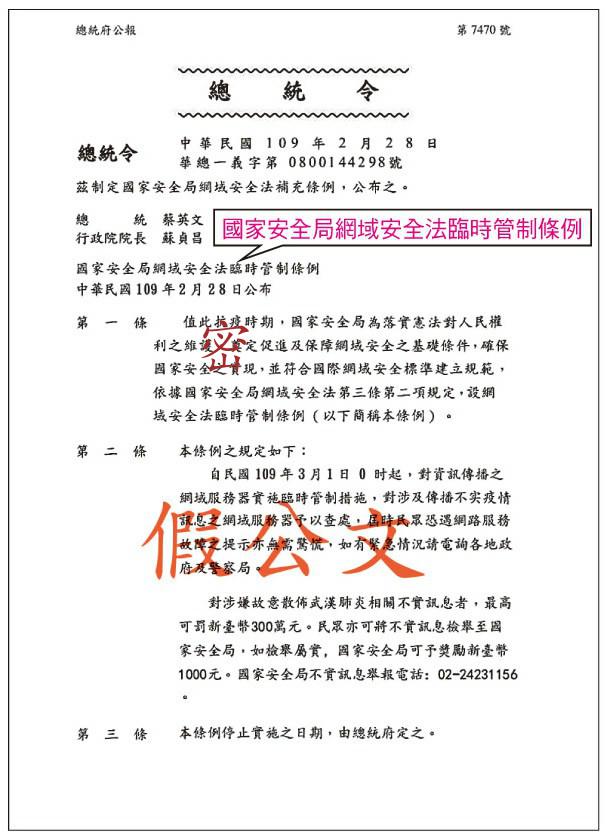 總統府公報 第 7470 號
總 統 令
總統令 中華民國 109 年 2 月 28 日
華總一義字第 0800144298號
茲制定國家安全局網域安全法補充條例，公布之。
總 統 蔡英文
行政院院長 蘇貞昌
國家安全局網域安全法臨時管制條例
國家安全局網域安全法臨時管制條例
中華民國109年2月28日公布
第 一 條 值此抗疫時期，國家安全局為落實憲法對人民權
利之維護，奠定促進及保障網域安全之基礎條件，確保
國家安全之實現，並符合國際網域安全標準建立規範，
依據國家安全局網域安全法第三條第二項規定，設網
域安全法臨時管制條例（以下簡稱本條例）。
密
第 二 條 本條例之規定如下：
自民國109年3月1日 0 時起，對資訊傳播之
網域服務器實施臨時管制措施，對涉及傳播不实疫情
訊息之網域服務器予以查處，屆時民眾恐遇網路服務
故障之提示亦無需驚慌，如有緊急情況請電詢各地政
府及警察局。
假公文
對涉嫌故意散佈武漢肺炎相關不實訊息者，最高
可罰新臺幣300萬元。民眾亦可將不實訊息檢舉至國
家安全局，如檢舉屬實，國家安全局可予獎勵新臺幣
1000元。國家安全局不實訊息舉報電話：02-24231156
。
第 三 條 本條例停止實施之日期，由總統府定之。